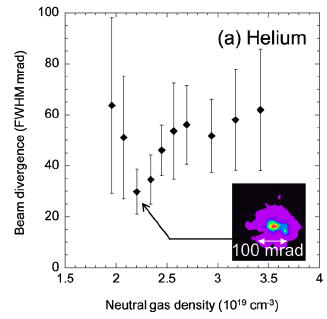 100
80
60
40
20
0
Beam divergence (FWHM mrad)
(a) Helium
100 mrad
1.5 2 2.5 3 3.5 4
Neutral gas density (10¹⁹ cm⁻³)